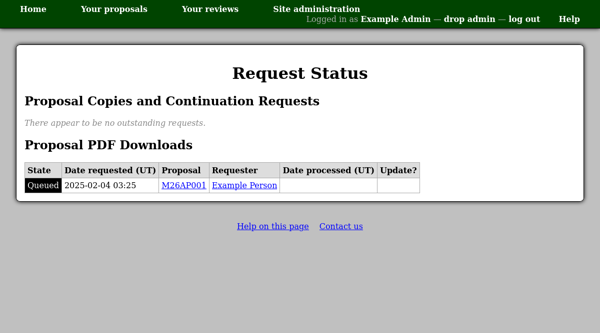 Home Your proposals Your reviews Site administration
Logged in as Example Admin — drop admin — log out Help
Request Status
Proposal Copies and Continuation Requests
There appear to be no outstanding requests.
Proposal PDF Downloads
State Date requested (UT) Proposal Requester Date processed (UT) Update?
Queued 2025-02-04 03:25 M26AP001 Example Person
Help on this page Contact us